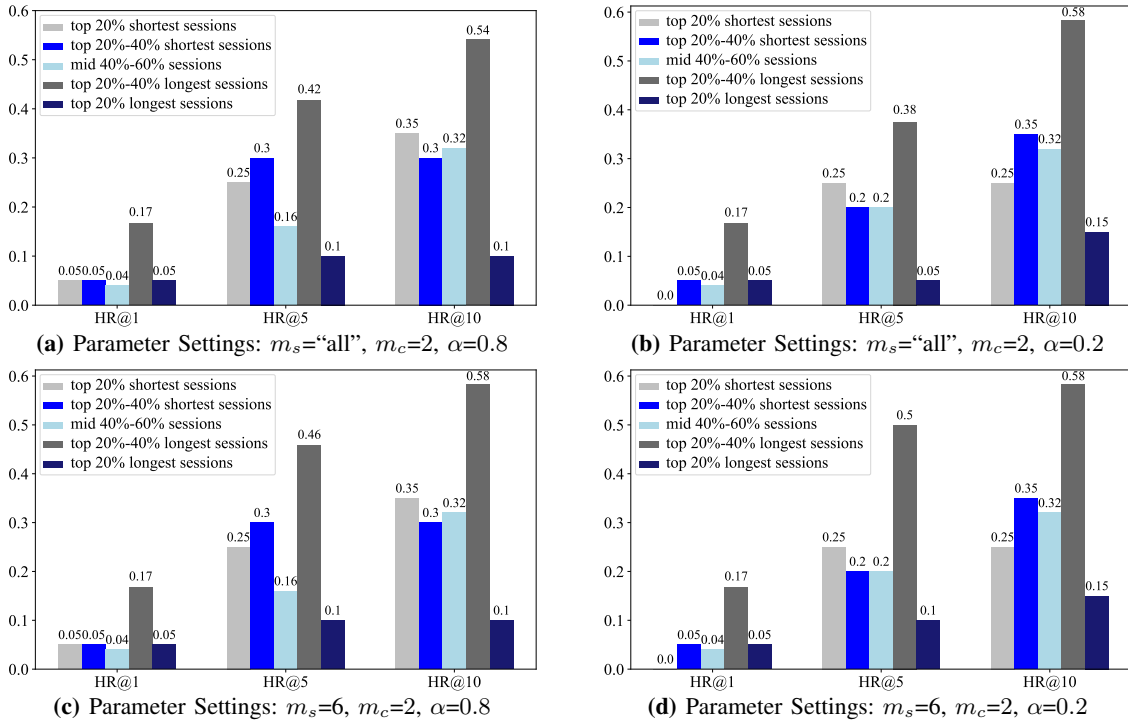 0.6
0.5
0.4
0.3
0.2
0.1
0.0
top 20% shortest sessions
top 20%-40% shortest sessions
mid 40%-60% sessions
top 20%-40% longest sessions
top 20% longest sessions
0.05 0.05 0.04 0.17 0.05
0.25 0.3 0.16 0.42 0.1
0.35 0.3 0.32 0.54 0.1
HR@1 HR@5 HR@10
(a) Parameter Settings: m_s=“all”, m_c=2, α=0.8
0.6
0.5
0.4
0.3
0.2
0.1
0.0
top 20% shortest sessions
top 20%-40% shortest sessions
mid 40%-60% sessions
top 20%-40% longest sessions
top 20% longest sessions
0.0 0.05 0.04 0.17 0.05
0.25 0.2 0.2 0.38 0.05
0.25 0.35 0.32 0.58 0.15
HR@1 HR@5 HR@10
(b) Parameter Settings: m_s=“all”, m_c=2, α=0.2
0.6
0.5
0.4
0.3
0.2
0.1
0.0
top 20% shortest sessions
top 20%-40% shortest sessions
mid 40%-60% sessions
top 20%-40% longest sessions
top 20% longest sessions
0.05 0.05 0.04 0.17 0.05
0.25 0.3 0.16 0.46 0.1
0.35 0.3 0.32 0.58 0.1
HR@1 HR@5 HR@10
(c) Parameter Settings: m_s=6, m_c=2, α=0.8
0.6
0.5
0.4
0.3
0.2
0.1
0.0
top 20% shortest sessions
top 20%-40% shortest sessions
mid 40%-60% sessions
top 20%-40% longest sessions
top 20% longest sessions
0.0 0.05 0.04 0.17 0.05
0.25 0.2 0.2 0.5 0.1
0.25 0.35 0.32 0.58 0.15
HR@1 HR@5 HR@10
(d) Parameter Settings: m_s=6, m_c=2, α=0.2